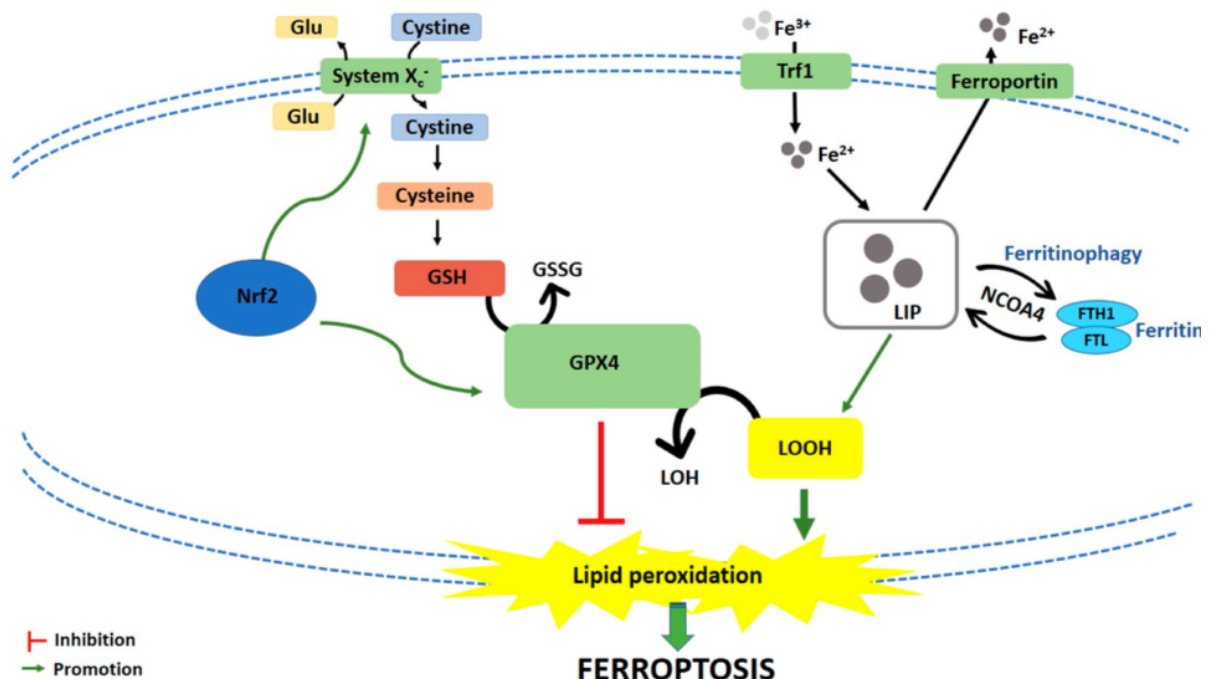 Glu
Cystine
System Xc-
Glu
Cystine
Cysteine
GSH
GSSG
Nrf2
GPX4
LOH
LOOH
Fe3+
Trf1
Fe2+
Fe2+
Ferroportin
LIP
Ferritinophagy
NCOA4
FTH1
FTL
Ferritin
Lipid peroxidation
FERROPTOSIS
Inhibition
Promotion